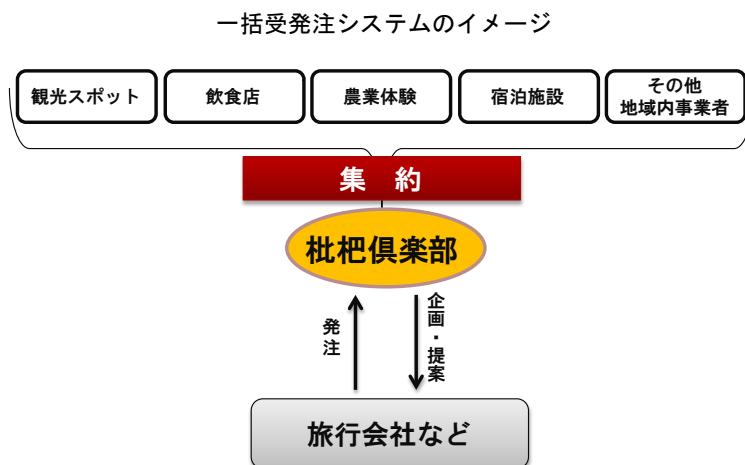 一括受発注システムのイメージ
観光スポット
飲食店
農業体験
宿泊施設
その他
地域内事業者
集　約
枇杷倶楽部
発注
企画・提案
旅行会社など